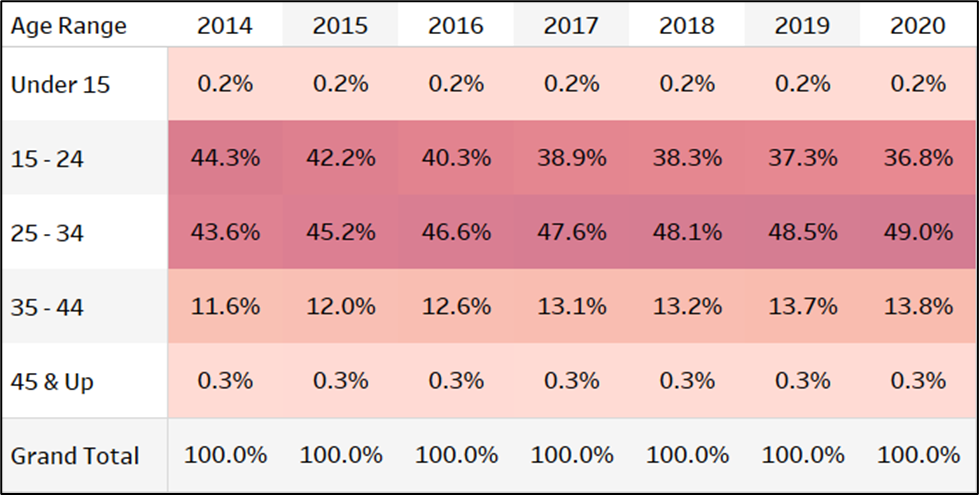 Age Range 2014 2015 2016 2017 2018 2019 2020
Under 15 0.2% 0.2% 0.2% 0.2% 0.2% 0.2% 0.2%
15 - 24 44.3% 42.2% 40.3% 38.9% 38.3% 37.3% 36.8%
25 - 34 43.6% 45.2% 46.6% 47.6% 48.1% 48.5% 49.0%
35 - 44 11.6% 12.0% 12.6% 13.1% 13.2% 13.7% 13.8%
45 & Up 0.3% 0.3% 0.3% 0.3% 0.3% 0.3% 0.3%
Grand Total 100.0% 100.0% 100.0% 100.0% 100.0% 100.0% 100.0%